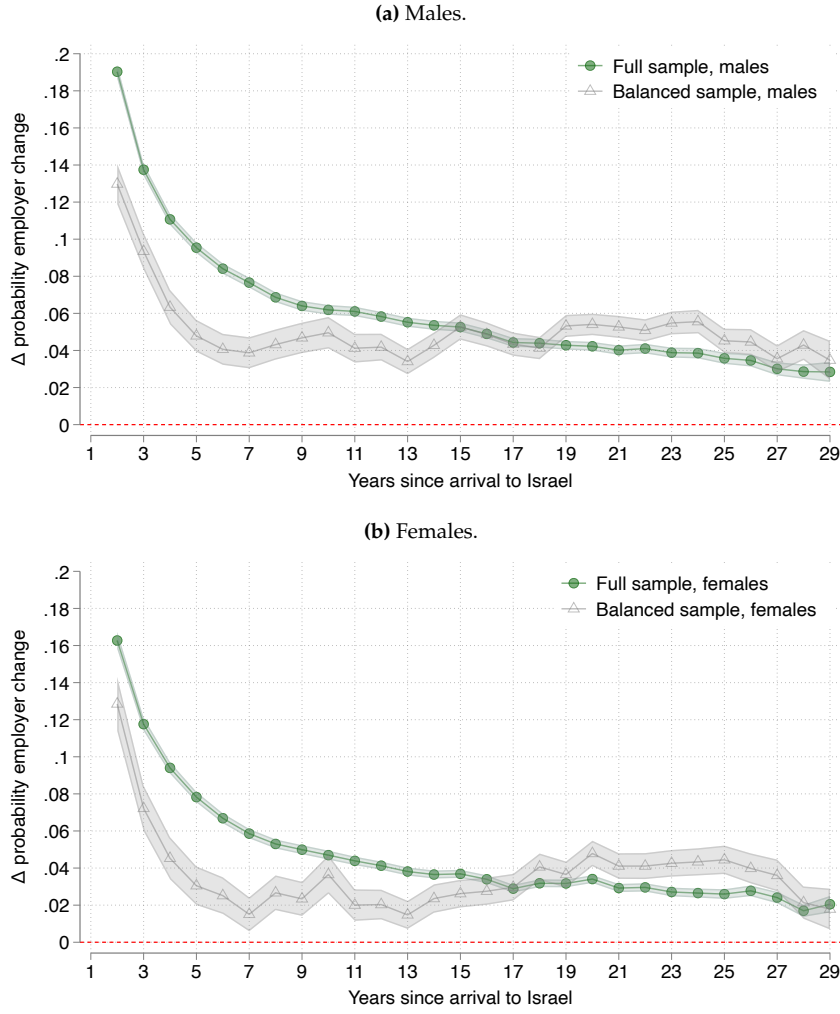 (a) Males.
.2
.18
.16
.14
.12
.1
.08
.06
.04
.02
0
Δ probability employer change
Full sample, males
Balanced sample, males
1 3 5 7 9 11 13 15 17 19 21 23 25 27 29
Years since arrival to Israel
(b) Females.
.2
.18
.16
.14
.12
.1
.08
.06
.04
.02
0
Δ probability employer change
Full sample, females
Balanced sample, females
1 3 5 7 9 11 13 15 17 19 21 23 25 27 29
Years since arrival to Israel